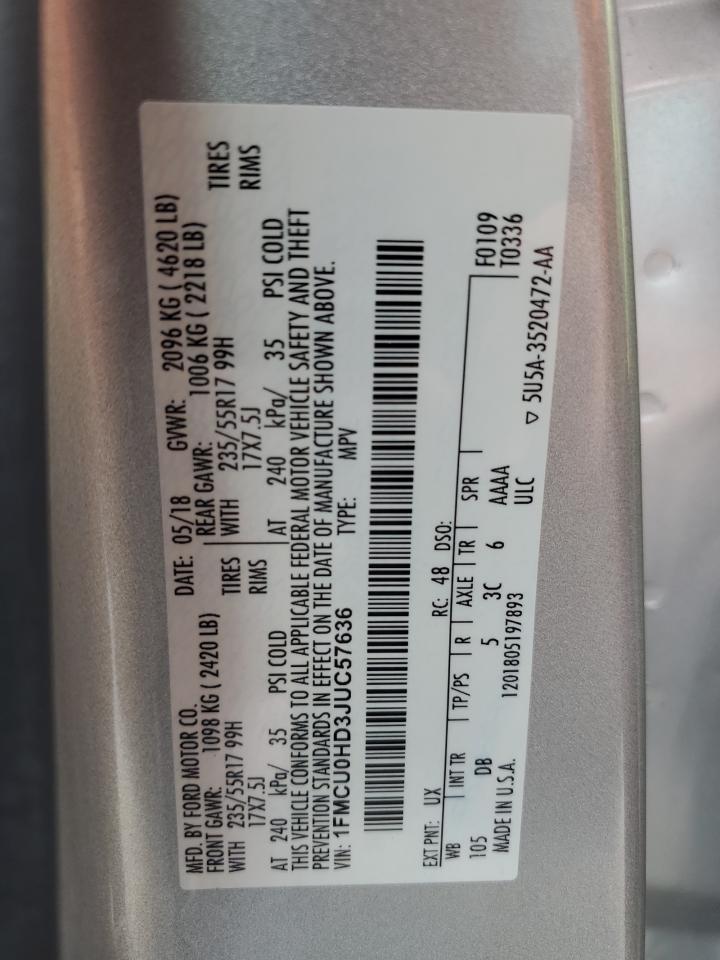 MFD. BY FORD MOTOR CO.
DATE: 05/18 GVWR: 2096 KG ( 4620 LB)
FRONT GAWR: 1098 KG ( 2420 LB)
REAR GAWR: 1006 KG ( 2218 LB)
WITH 235/55R17 99H TIRES
WITH 235/55R17 99H TIRES
17X7.5J RIMS
17X7.5J RIMS
AT 240 kPa/ 35 PSI COLD
AT 240 kPa/ 35 PSI COLD
THIS VEHICLE CONFORMS TO ALL APPLICABLE FEDERAL MOTOR VEHICLE SAFETY AND THEFT
PREVENTION STANDARDS IN EFFECT ON THE DATE OF MANUFACTURE SHOWN ABOVE.
VIN: 1FMCU0HD3JUC57636 TYPE: MPV
EXT PNT: UX RC: 48 DSO:
WB INT TR TP/PS R AXLE TR SPR F0109
105 DB 5 3C 6 AAAA T0336
ULC
MADE IN U.S.A. 1201805197893 ▽ 5U5A-3520472-AA